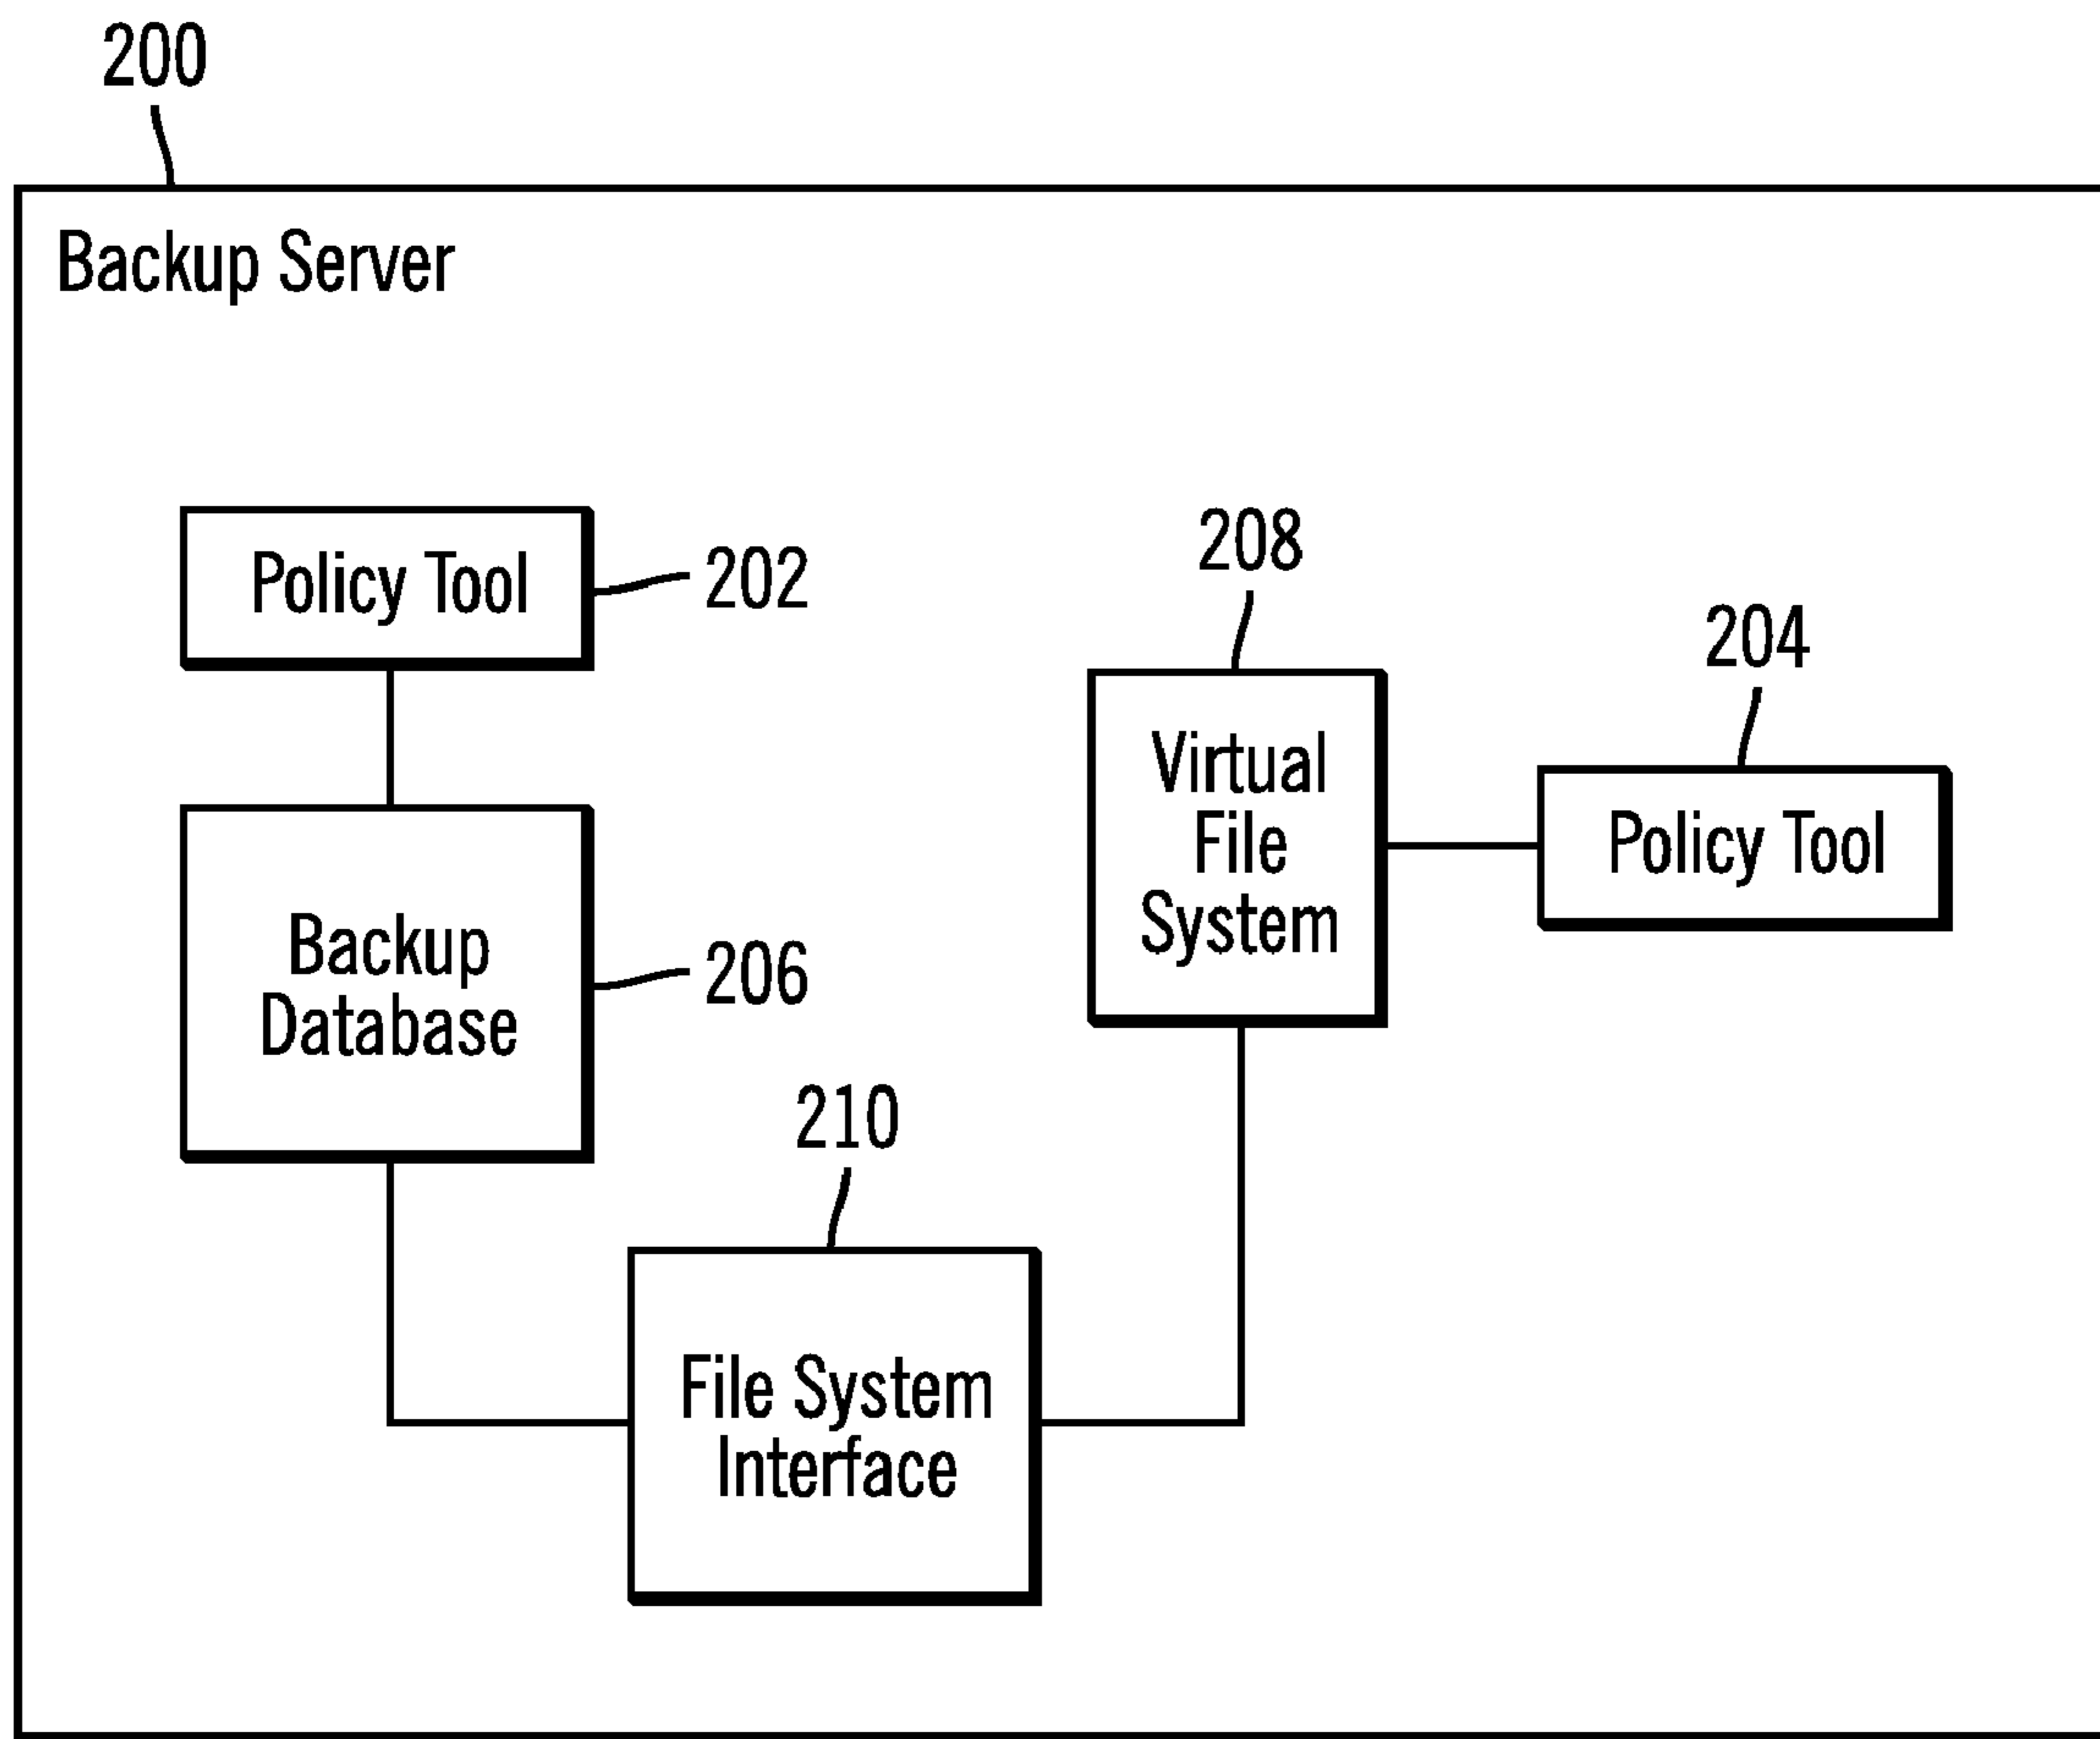 200
Backup Server
Policy Tool
202
208
204
Virtual
File
System
Policy Tool
Backup
Database
206
210
File System
Interface